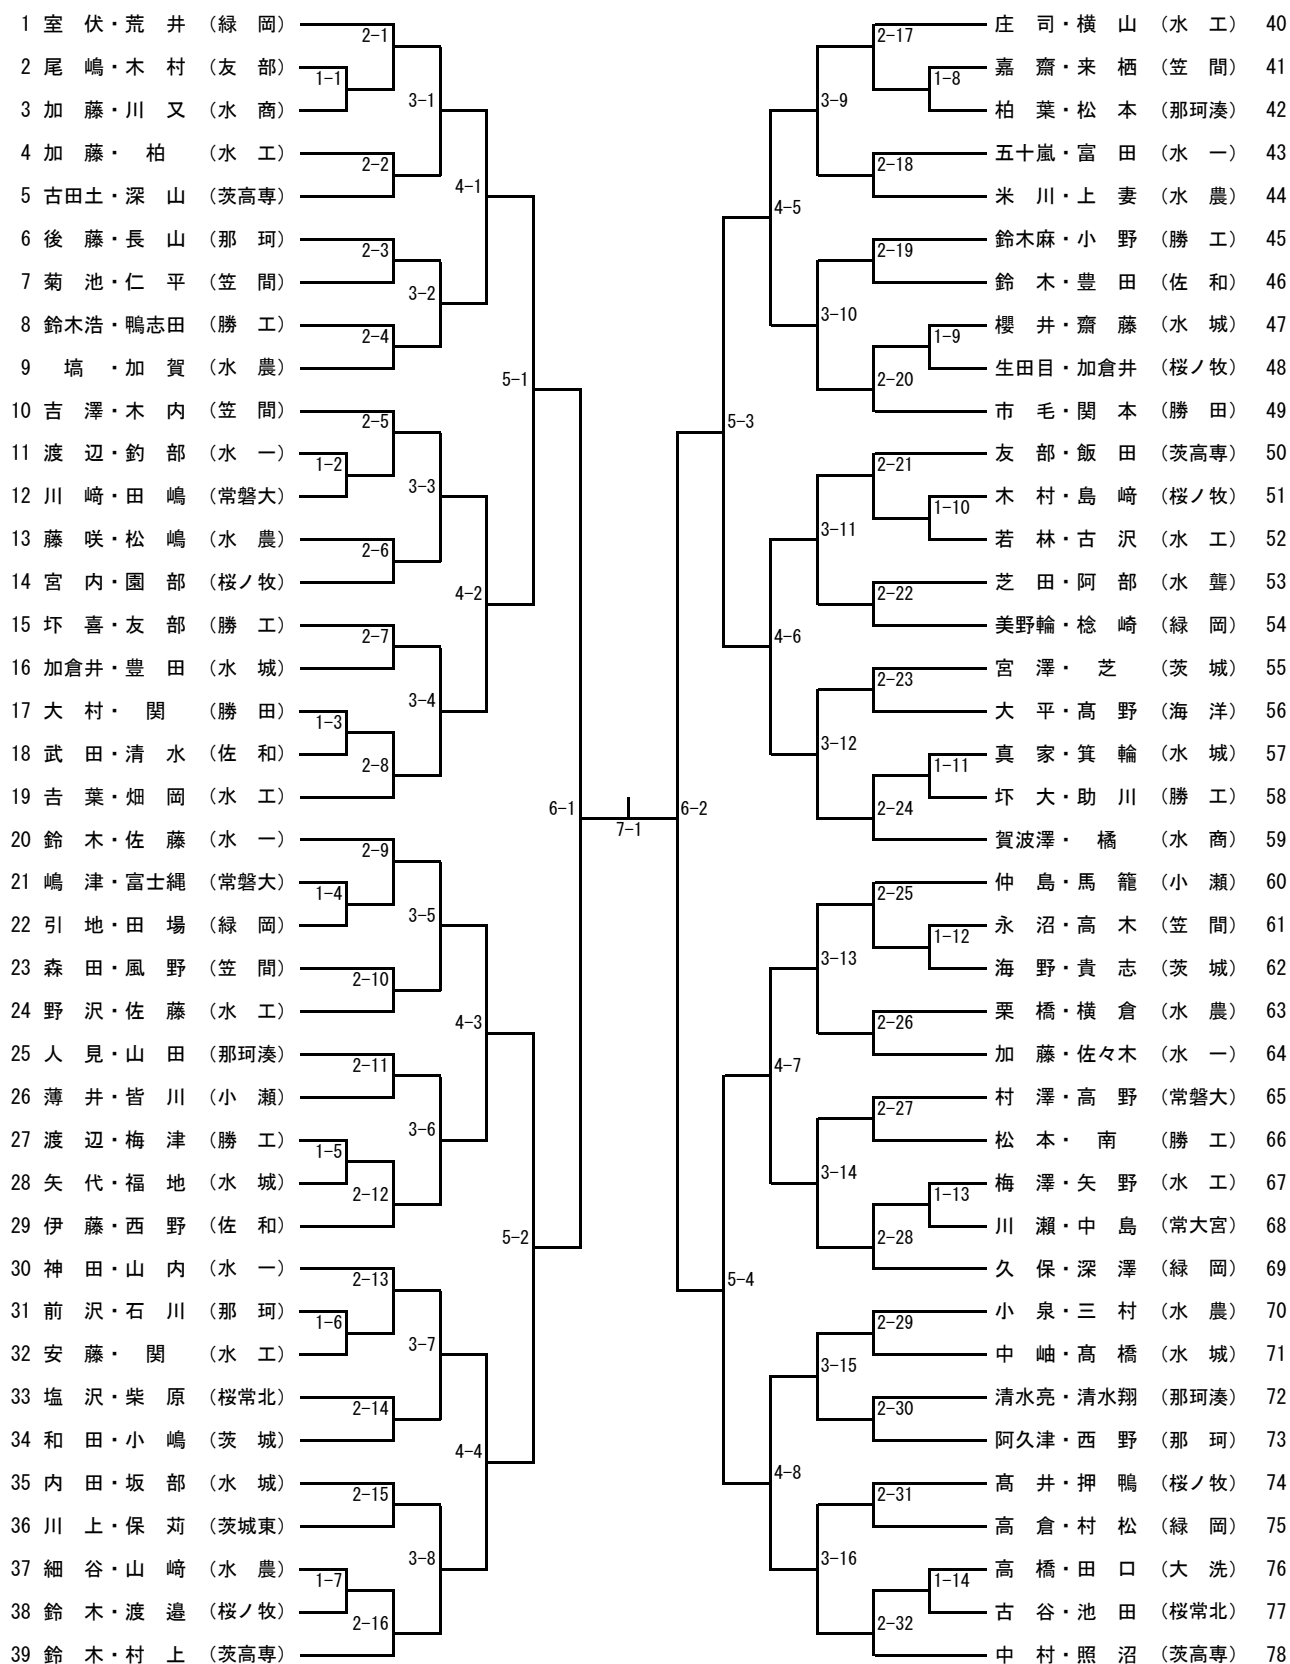 1 室　伏・荒　井 （緑　岡）
2 尾　嶋・木　村 （友　部）
3 加　藤・川　又 （水　商）
4 加　藤・　柏　 （水　工）
5 古田土・深　山 （茨高専）
6 後　藤・長　山 （那　珂）
7 菊　池・仁　平 （笠　間）
8 鈴木浩・鴨志田 （勝　工）
9 　塙　・加　賀 （水　農）
10 吉　澤・木　内 （笠　間）
11 渡　辺・釣　部 （水　一）
12 川　﨑・田　嶋 （常磐大）
13 藤　咲・松　嶋 （水　農）
14 宮　内・園　部 （桜ノ牧）
15 圷　喜・友　部 （勝　工）
16 加倉井・豊　田 （水　城）
17 大　村・　関　 （勝　田）
18 武　田・清　水 （佐　和）
19 𠮷　葉・畑　岡 （水　工）
20 鈴　木・佐　藤 （水　一）
21 嶋　津・富士縄 （常磐大）
22 引　地・田　場 （緑　岡）
23 森　田・風　野 （笠　間）
24 野　沢・佐　藤 （水　工）
25 人　見・山　田 （那珂湊）
26 薄　井・皆　川 （小　瀬）
27 渡　辺・梅　津 （勝　工）
28 矢　代・福　地 （水　城）
29 伊　藤・西　野 （佐　和）
30 神　田・山　内 （水　一）
31 前　沢・石　川 （那　珂）
32 安　藤・　関　 （水　工）
33 塩　沢・柴　原 （桜常北）
34 和　田・小　嶋 （茨　城）
35 内　田・坂　部 （水　城）
36 川　上・保　苅 （茨城東）
37 細　谷・山　﨑 （水　農）
38 鈴　木・渡　邉 （桜ノ牧）
39 鈴　木・村　上 （茨高専）
1-1
1-2
1-3
1-4
1-5
1-6
1-7
2-1
2-2
2-3
2-4
2-5
2-6
2-7
2-8
2-9
2-10
2-11
2-12
2-13
2-14
2-15
2-16
3-1
3-2
3-3
3-4
3-5
3-6
3-7
3-8
4-1
4-2
4-3
4-4
5-1
5-2
6-1
7-1
6-2
5-3
5-4
4-5
4-6
4-7
4-8
3-9
3-10
3-11
3-12
3-13
3-14
3-15
3-16
2-17
2-18
2-19
2-20
2-21
2-22
2-23
2-24
2-25
2-26
2-27
2-28
2-29
2-30
2-31
2-32
1-8
1-9
1-10
1-11
1-12
1-13
1-14
庄　司・横　山 （水　工） 40
嘉　齋・来　栖 （笠　間） 41
柏　葉・松　本 （那珂湊） 42
五十嵐・富　田 （水　一） 43
米　川・上　妻 （水　農） 44
鈴木麻・小　野 （勝　工） 45
鈴　木・豊　田 （佐　和） 46
櫻　井・齋　藤 （水　城） 47
生田目・加倉井 （桜ノ牧） 48
市　毛・関　本 （勝　田） 49
友　部・飯　田 （茨高専） 50
木　村・島　﨑 （桜ノ牧） 51
若　林・古　沢 （水　工） 52
芝　田・阿　部 （水　聾） 53
美野輪・桧　崎 （緑　岡） 54
宮　澤・　芝　 （茨　城） 55
大　平・髙　野 （海　洋） 56
真　家・箕　輪 （水　城） 57
圷　大・助　川 （勝　工） 58
賀波澤・　橘　 （水　商） 59
仲　島・馬　籠 （小　瀬） 60
永　沼・高　木 （笠　間） 61
海　野・貴　志 （茨　城） 62
栗　橋・横　倉 （水　農） 63
加　藤・佐々木 （水　一） 64
村　澤・高　野 （常磐大） 65
松　本・　南　 （勝　工） 66
梅　澤・矢　野 （水　工） 67
川　瀬・中　島 （常大宮） 68
久　保・深　澤 （緑　岡） 69
小　泉・三　村 （水　農） 70
中　岫・髙　橋 （水　城） 71
清水亮・清水翔 （那珂湊） 72
阿久津・西　野 （那　珂） 73
髙　井・押　鴨 （桜ノ牧） 74
高　倉・村　松 （緑　岡） 75
高　橋・田　口 （大　洗） 76
古　谷・池　田 （桜常北） 77
中　村・照　沼 （茨高専） 78